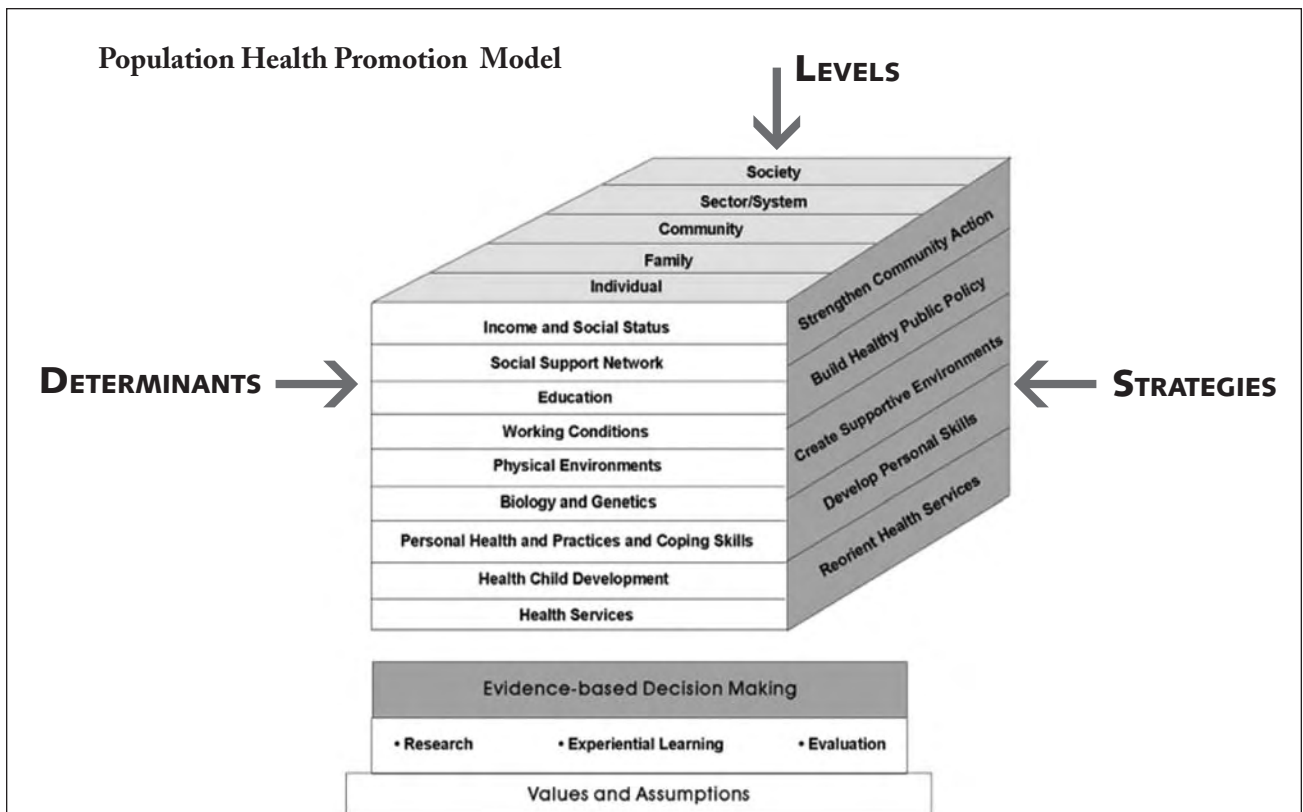 Population Health Promotion Model
LEVELS
Society
Sector/System
Community
Family
Individual
DETERMINANTS
Income and Social Status
Social Support Network
Education
Working Conditions
Physical Environments
Biology and Genetics
Personal Health and Practices and Coping Skills
Health Child Development
Health Services
Strengthen Community Action
Build Healthy Public Policy
Create Supportive Environments
Develop Personal Skills
Reorient Health Services
STRATEGIES
Evidence-based Decision Making
• Research • Experiential Learning • Evaluation
Values and Assumptions